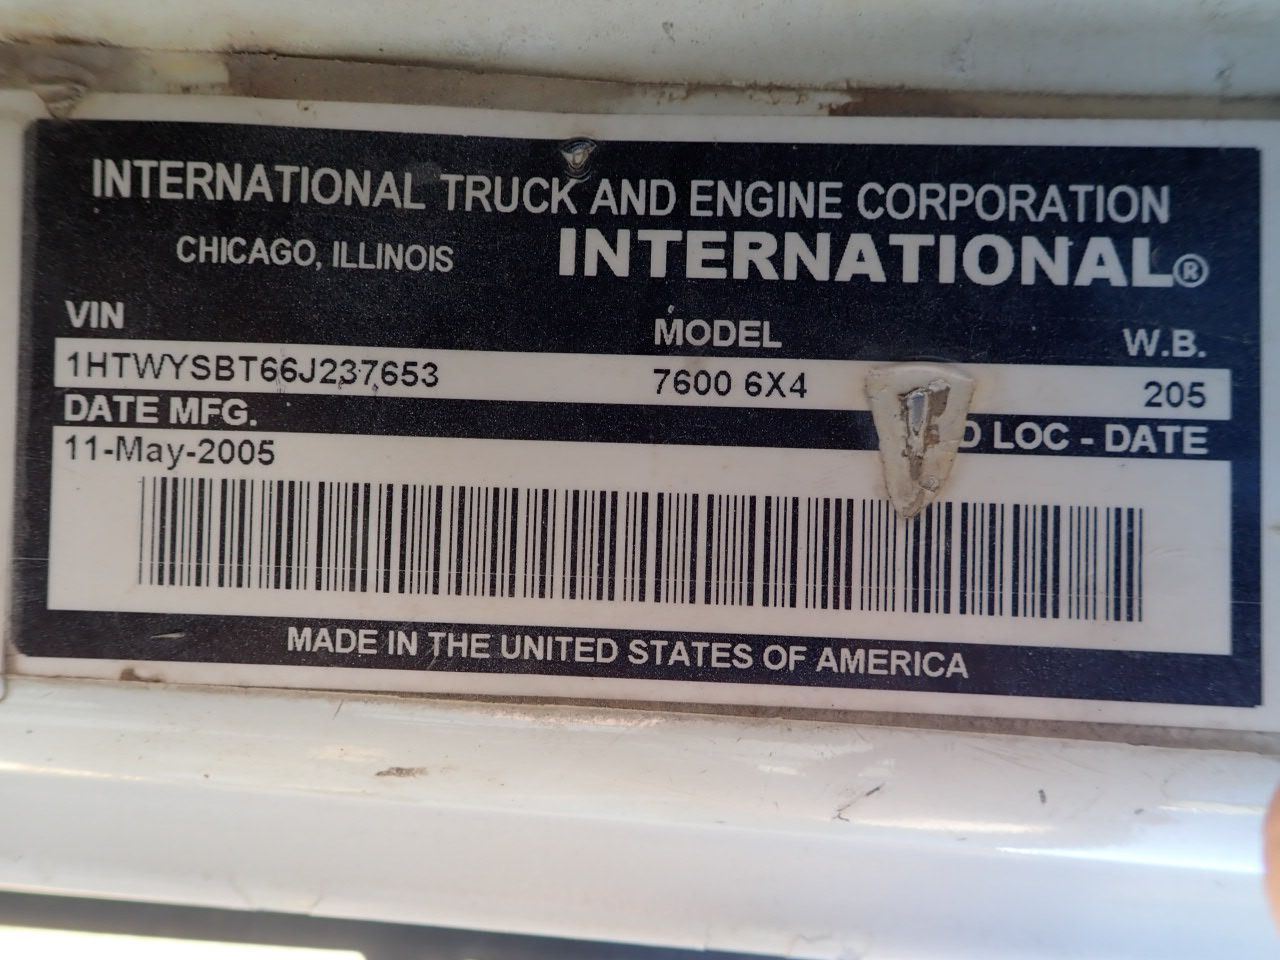 INTERNATIONAL TRUCK AND ENGINE CORPORATION
CHICAGO, ILLINOIS INTERNATIONAL®
VIN MODEL W.B.
1HTWYSBT66J237653 7600 6X4 205
DATE MFG. LOC - DATE
11-May-2005
MADE IN THE UNITED STATES OF AMERICA